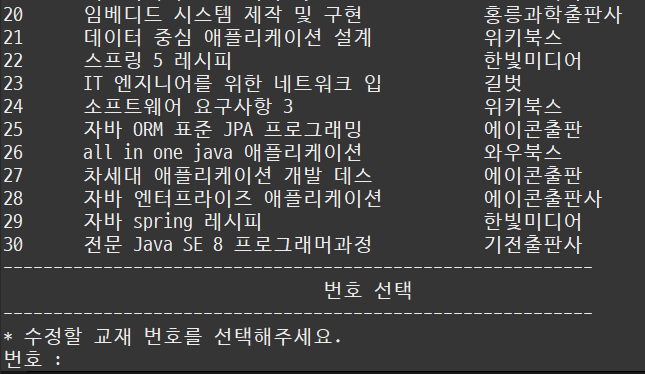 20 임베디드 시스템 제작 및 구현 홍릉과학출판사
21 데이터 중심 애플리케이션 설계 위키북스
22 스프링 5 레시피 한빛미디어
23 IT 엔지니어를 위한 네트워크 입 길벗
24 소프트웨어 요구사항 3 위키북스
25 자바 ORM 표준 JPA 프로그래밍 에이콘출판
26 all in one java 애플리케이션 와우북스
27 차세대 애플리케이션 개발 데스 에이콘출판
28 자바 엔터프라이즈 애플리케이션 에이콘출판사
29 자바 spring 레시피 한빛미디어
30 전문 Java SE 8 프로그래머과정 기전출판사
-----------------------------------------------------------
번호 선택
-----------------------------------------------------------
* 수정할 교재 번호를 선택해주세요.
번호 :